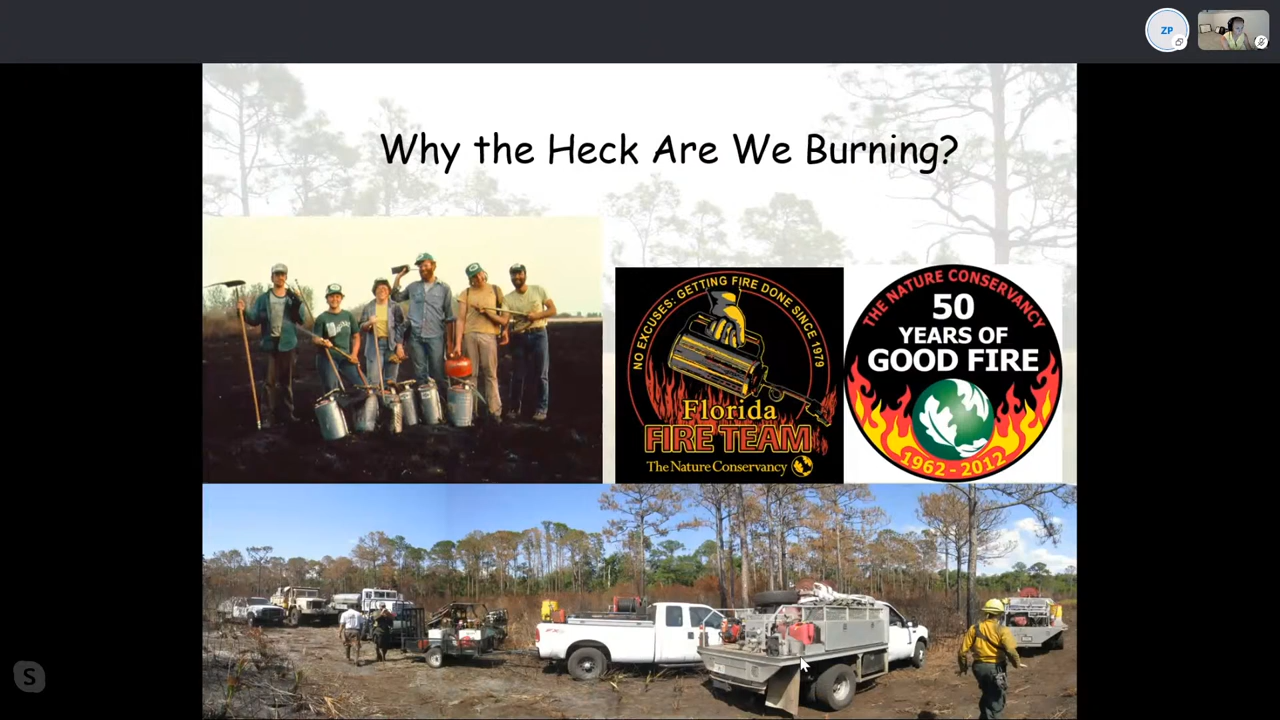 ZP
Why the Heck Are We Burning?
NO EXCUSES: GETTING FIRE DONE SINCE 1979
Florida
FIRE TEAM
The Nature Conservancy
THE NATURE CONSERVANCY
50
YEARS OF
GOOD FIRE
1962 - 2012
S